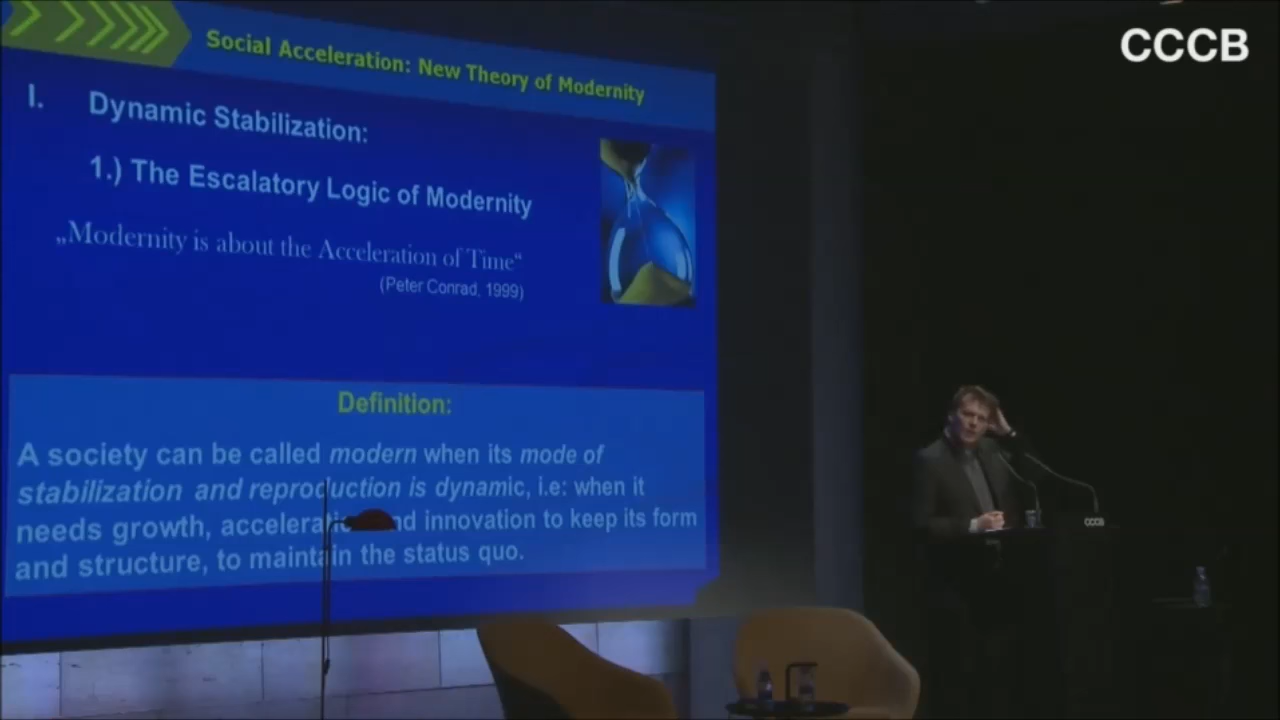 CCCB
Social Acceleration: New Theory of Modernity
I. Dynamic Stabilization:
1.) The Escalatory Logic of Modernity
„Modernity is about the Acceleration of Time“
(Peter Conrad, 1999)
Definition:
A society can be called modern when its mode of
stabilization and reproduction is dynamic, i.e: when it
needs growth, accelerati nd innovation to keep its form
and structure, to maintain the status quo.
CCCB